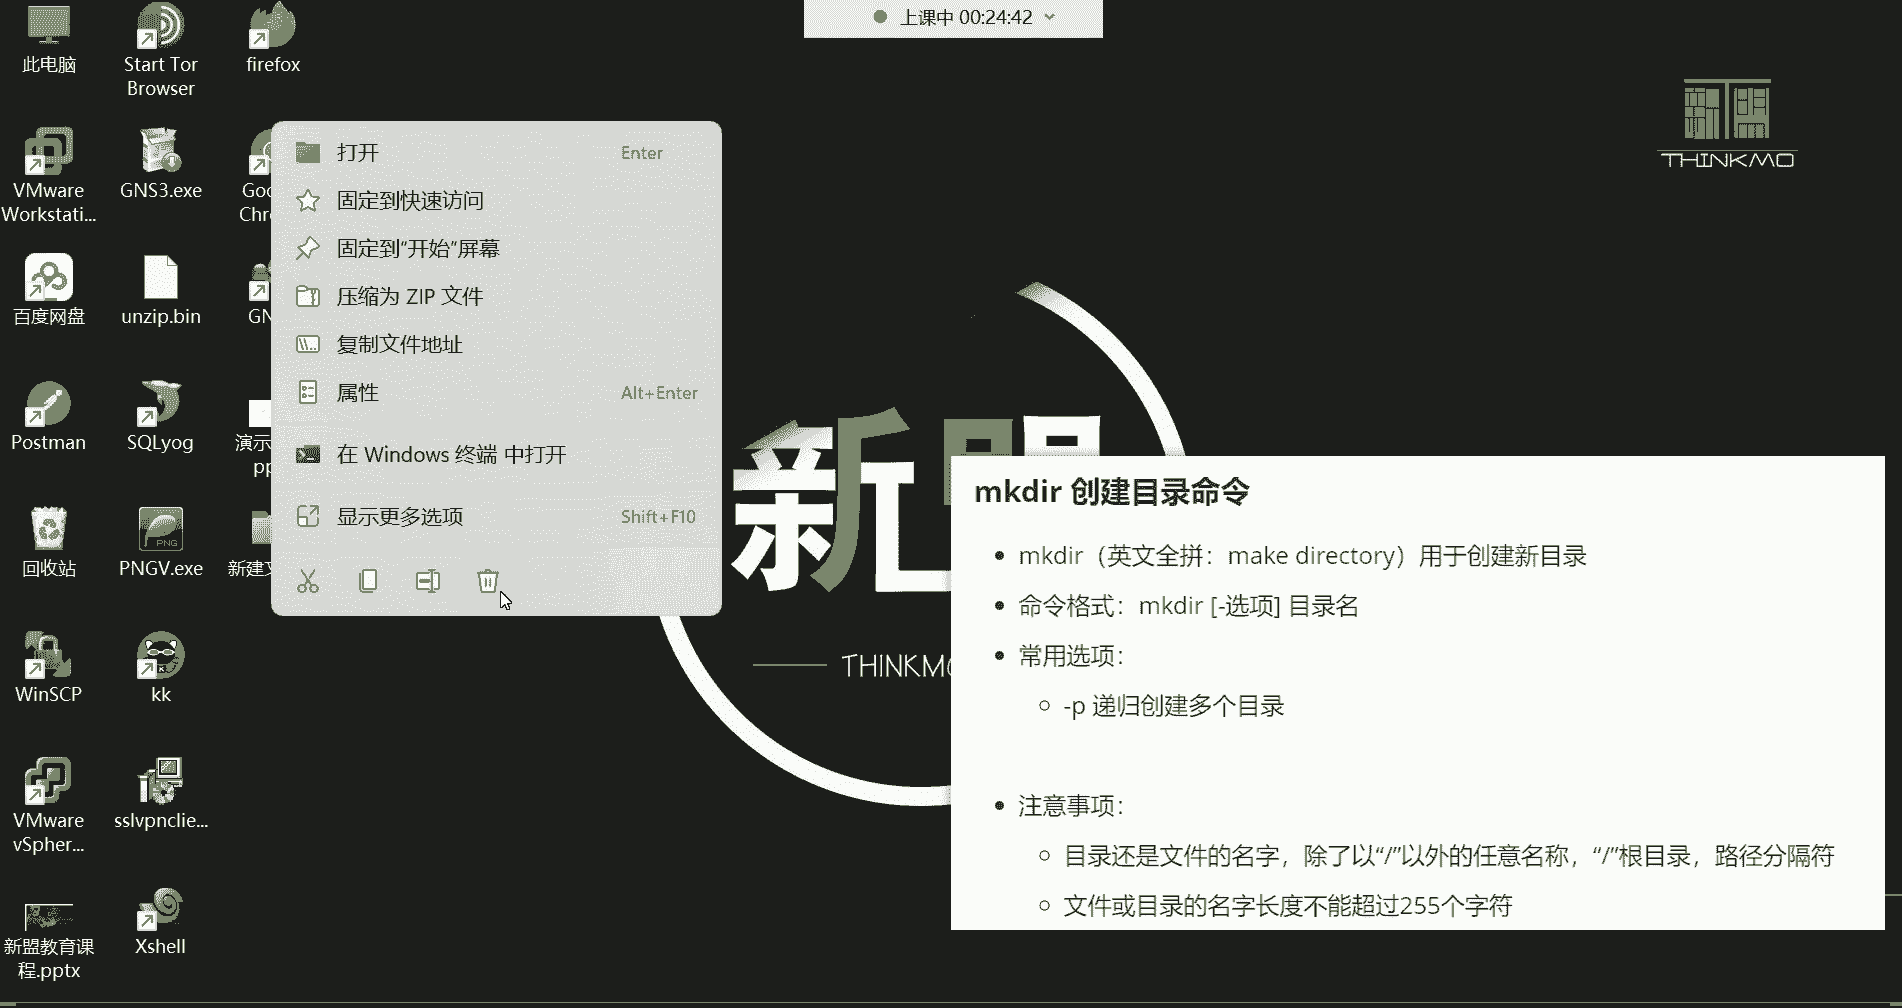 上课中 00:24:42
此电脑
Start Tor
Browser
firefox
THINKMO
VMware
Workstati...
GNS3.exe
Goo
Chr
百度网盘
unzip.bin
GN
Postman
SQLyog
演示
pp
回收站
PNG
PNGV.exe
新建文
WinSCP
kk
VMware
vSpher...
sslvpnclie...
新盟教育课
程.pptx
Xshell
打开 Enter
固定到快速访问
固定到“开始”屏幕
压缩为 ZIP 文件
复制文件地址
属性 Alt+Enter
在 Windows 终端 中打开
显示更多选项 Shift+F10
新
THINKMO
mkdir 创建目录命令
mkdir（英文全拼：make directory）用于创建新目录
命令格式：mkdir [-选项] 目录名
常用选项：
-p 递归创建多个目录
注意事项：
目录还是文件的名字，除了以“/”以外的任意名称，“/”根目录，路径分隔符
文件或目录的名字长度不能超过255个字符